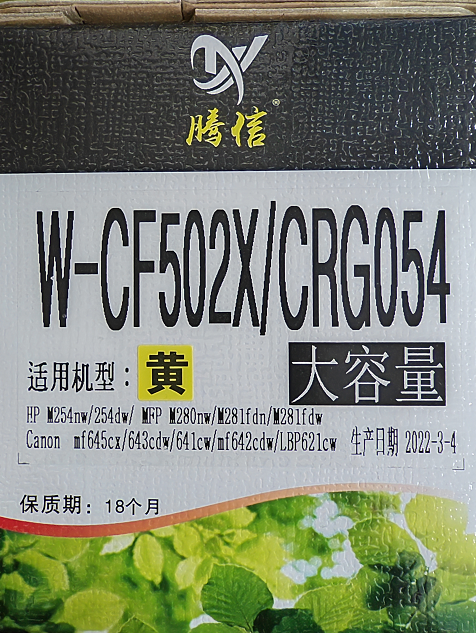 腾信®
W-CF502X/CRG054
适用机型：黄 大容量
HP M254nw/254dw/ MRP M280nw/M281fdn/M281fdw
Canon mf645cx/643cdw/641cw/mf642cdw/LBP621cw 生产日期 2022-3-4
保质期：18个月